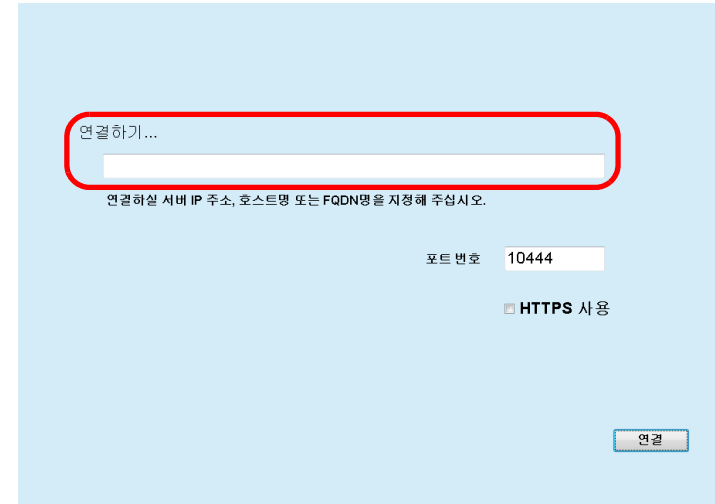 연결하기...
연결하실 서버 IP 주소, 호스트명 또는 FQDN명을 지정해 주십시오.
포트 번호 10444
HTTPS 사용
연결